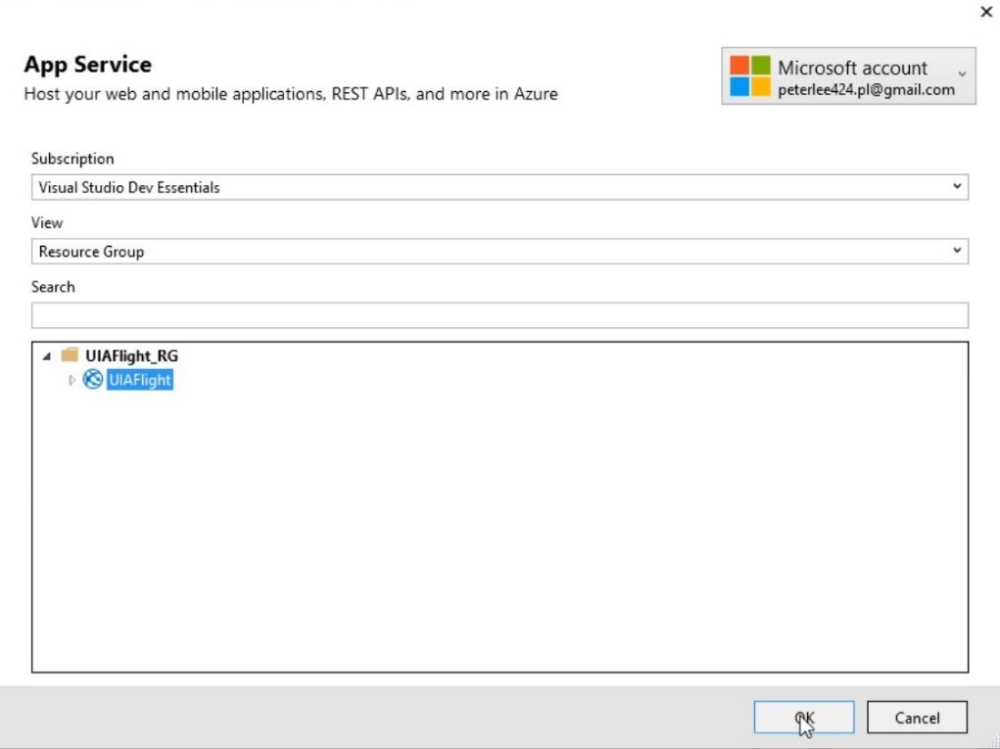 App Service
Host your web and mobile applications, REST APIs, and more in Azure
Microsoft account
peterlee424.pl@gmail.com
Subscription
Visual Studio Dev Essentials
View
Resource Group
Search
UIAFlight_RG
UIAFlight
OK
Cancel